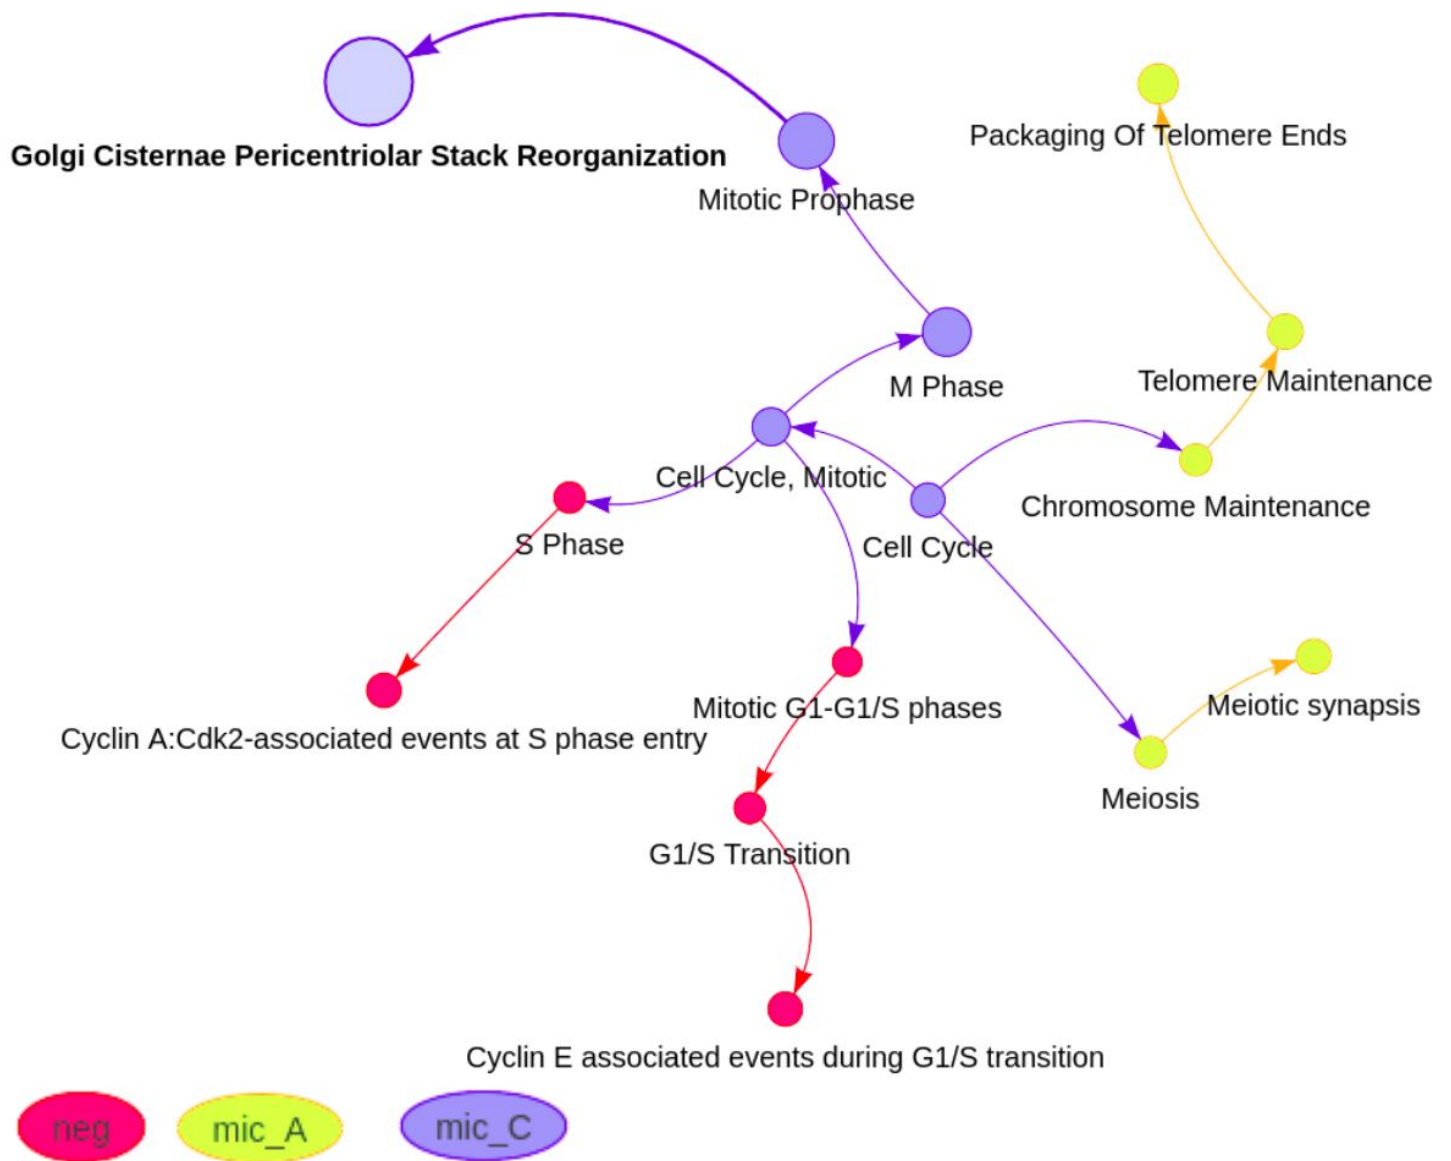 Packaging Of Telomere Ends
Golgi Cisternae Pericentriolar Stack Reorganization
Mitotic Prophase
Telomere Maintenance
M Phase
Cell Cycle, Mitotic
Chromosome Maintenance
S Phase
Cell Cycle
Meiotic synapsis
Mitotic G1-G1/S phases
Cyclin A:Cdk2-associated events at S phase entry
Meiosis
G1/S Transition
Cyclin E associated events during G1/S transition
neg
mic_A
mic_C